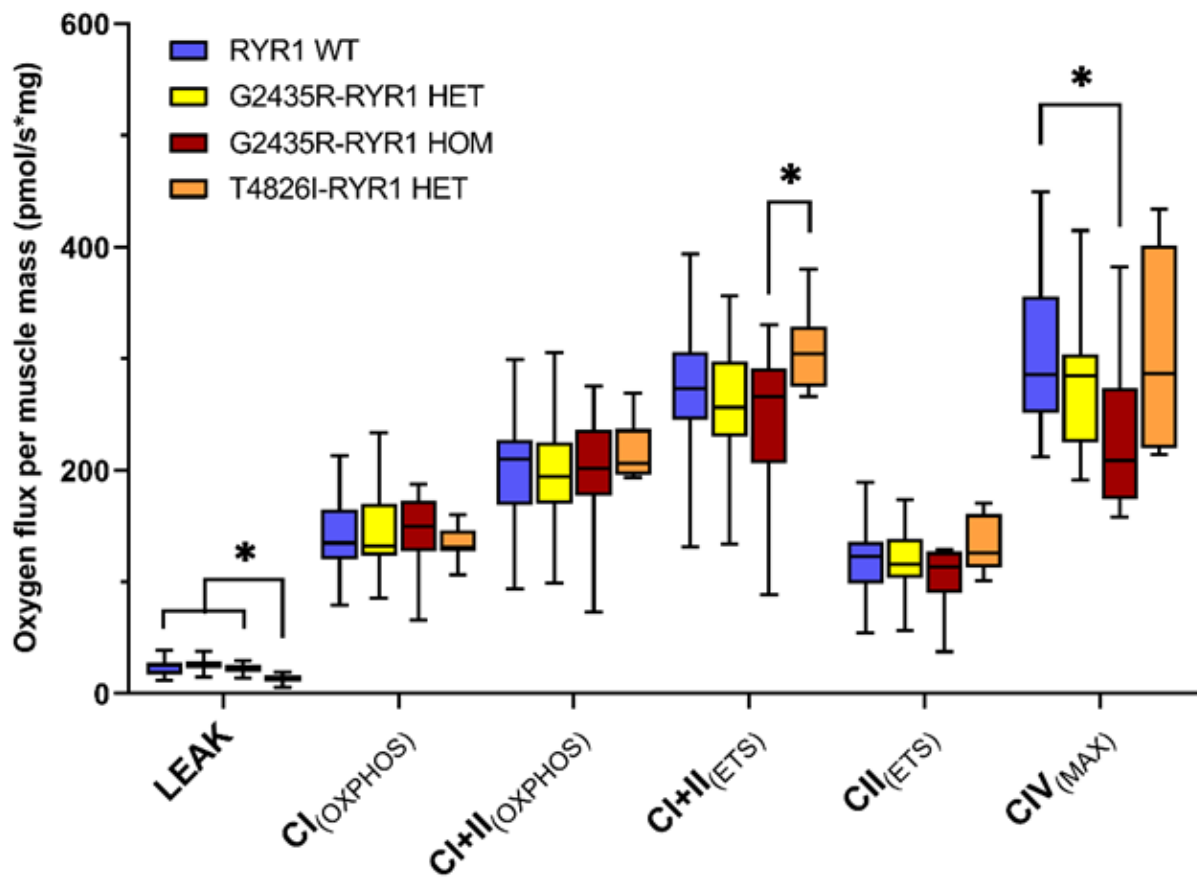 Oxygen flux per muscle mass (pmol/s*mg)
600
400
200
0
RYR1 WT
G2435R-RYR1 HET
G2435R-RYR1 HOM
T4826I-RYR1 HET
*
*
*
LEAK
CI(OXPHOS)
CI+II(OXPHOS)
CI+II(ETS)
CII(ETS)
CIV(MAX)